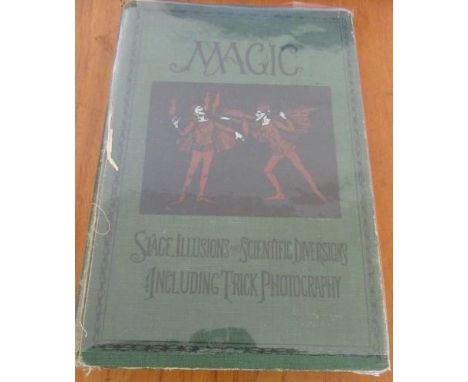 MAGIC
STAGE ILLUSIONS AND SCIENTIFIC DIVERSIONS
INCLUDING TRICK PHOTOGRAPHY